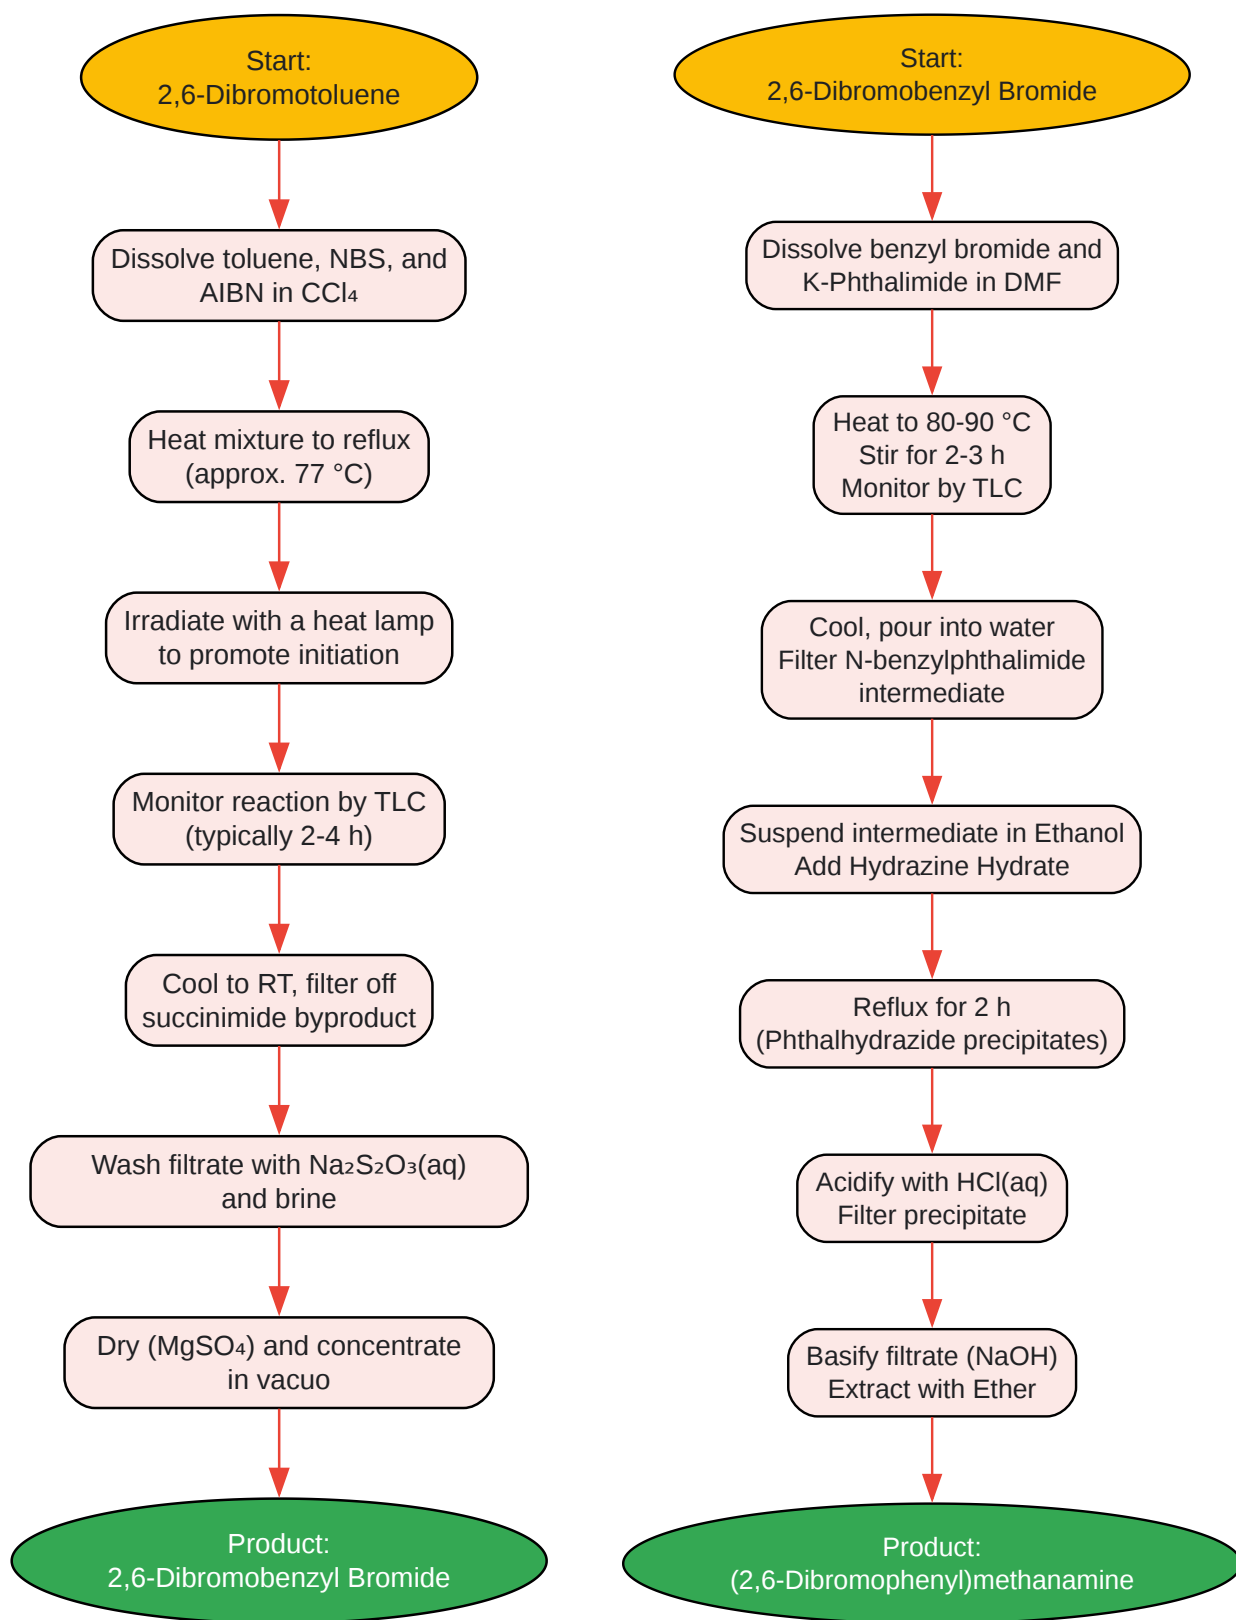 Start:
2,6-Dibromotoluene
Dissolve toluene, NBS, and
AIBN in CCl₄
Heat mixture to reflux
(approx. 77 °C)
Irradiate with a heat lamp
to promote initiation
Monitor reaction by TLC
(typically 2-4 h)
Cool to RT, filter off
succinimide byproduct
Wash filtrate with Na₂S₂O₃(aq)
and brine
Dry (MgSO₄) and concentrate
in vacuo
Product:
2,6-Dibromobenzyl Bromide
Start:
2,6-Dibromobenzyl Bromide
Dissolve benzyl bromide and
K-Phthalimide in DMF
Heat to 80-90 °C
Stir for 2-3 h
Monitor by TLC
Cool, pour into water
Filter N-benzylphthalimide
intermediate
Suspend intermediate in Ethanol
Add Hydrazine Hydrate
Reflux for 2 h
(Phthalhydrazide precipitates)
Acidify with HCl(aq)
Filter precipitate
Basify filtrate (NaOH)
Extract with Ether
Product:
(2,6-Dibromophenyl)methanamine